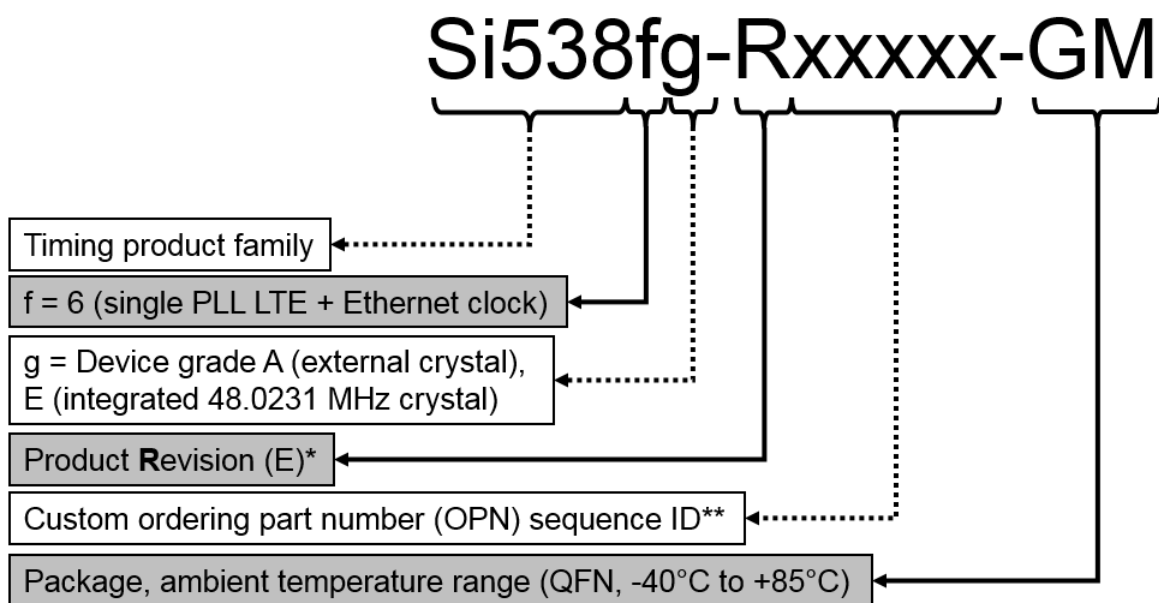 Si538fg-Rxxxxx-GM
Timing product family
f = 6 (single PLL LTE + Ethernet clock)
g = Device grade A (external crystal),
E (integrated 48.0231 MHz crystal)
Product Revision (E)*
Custom ordering part number (OPN) sequence ID**
Package, ambient temperature range (QFN, -40°C to +85°C)